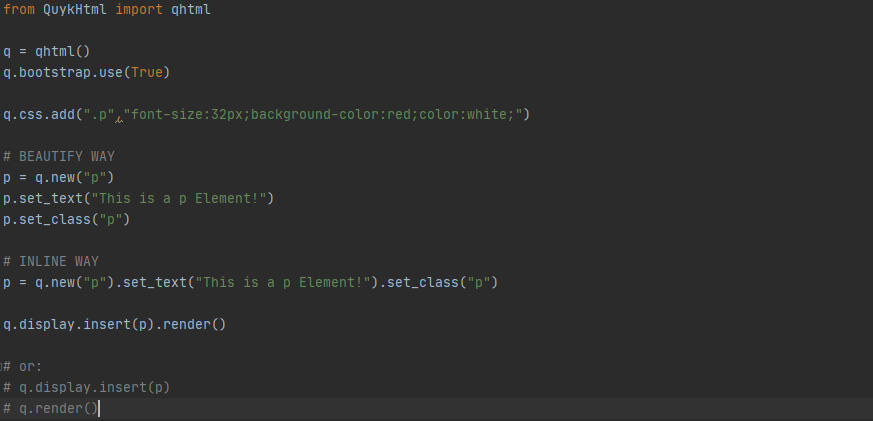 from QuykHtml import qhtml
q = qhtml()
q.bootstrap.use(True)
q.css.add(".p","font-size:32px;background-color:red;color:white;")
# BEAUTIFY WAY
p = q.new("p")
p.set_text("This is a p Element!")
p.set_class("p")
# INLINE WAY
p = q.new("p").set_text("This is a p Element!").set_class("p")
q.display.insert(p).render()
# or:
# q.display.insert(p)
# q.render()